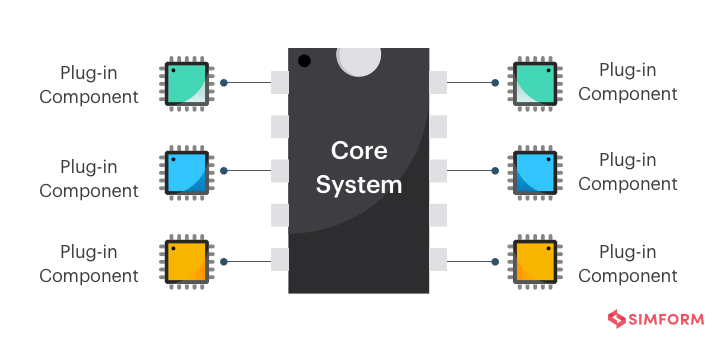 Plug-in
Component
Plug-in
Component
Plug-in
Component
Core
System
Plug-in
Component
Plug-in
Component
Plug-in
Component
SIMFORM